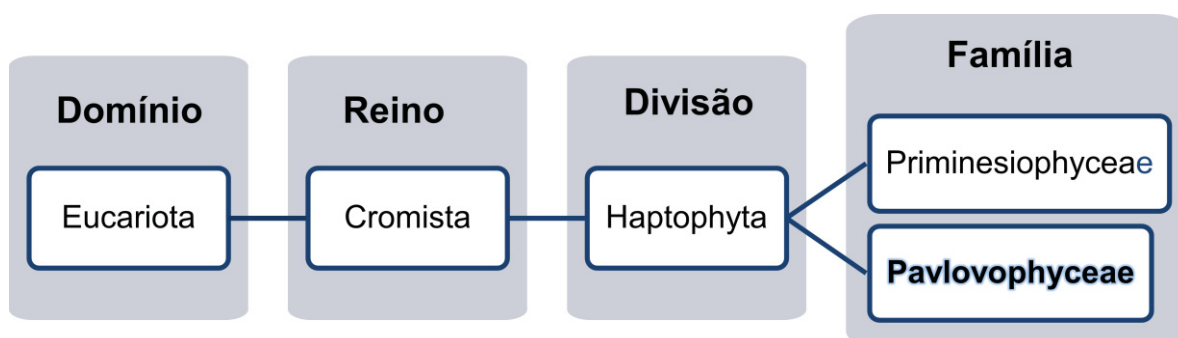 Domínio
Eucariota
Reino
Cromista
Divisão
Haptophyta
Família
Priminesiophyceae
Pavlovophyceae